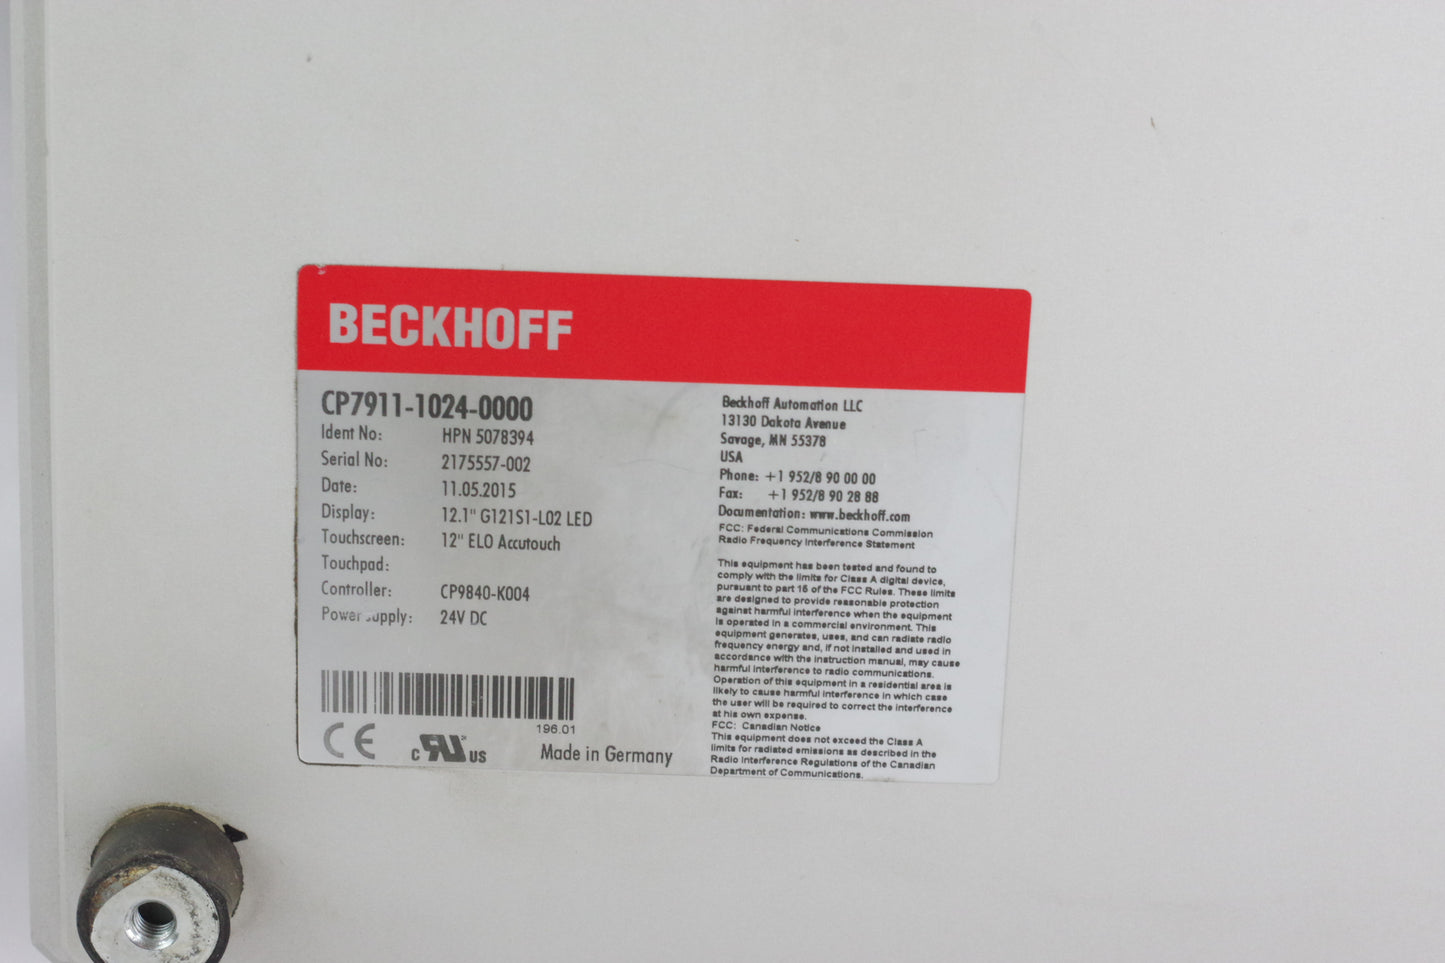 BECKHOFF
CP7911-1024-0000
Ident No: HPN 5078394
Serial No: 2175557-002
Date: 11.05.2015
Display: 12.1" G121S1-L02 LED
Touchscreen: 12" ELO Accutouch
Touchpad:
Controller: CP9840-K004
Power supply: 24V DC
196.01
CE
c RU US
Made in Germany
Beckhoff Automation LLC
13130 Dakota Avenue
Savage, MN 55378
USA
Phone: +1 952/8 90 00 00
Fax: +1 952/8 90 28 88
Documentation: www.beckhoff.com
FCC: Federal Communications Commission
Radio Frequency Interference Statement
This equipment has been tested and found to
comply with the limits for Class A digital device,
pursuant to part 15 of the FCC Rules. These limits
are designed to provide reasonable protection
against harmful interference when the equipment
is operated in a commercial environment. This
equipment generates, uses, and can radiate radio
frequency energy and, if not installed and used in
accordance with the instruction manual, may cause
harmful interference to radio communications.
Operation of this equipment in a residential area is
likely to cause harmful interference in which case
the user will be required to correct the interference
at his own expense.
FCC: Canadian Notice
This equipment does not exceed the Class A
limits for radiated emissions as described in the
Radio Interference Regulations of the Canadian
Department of Communications.